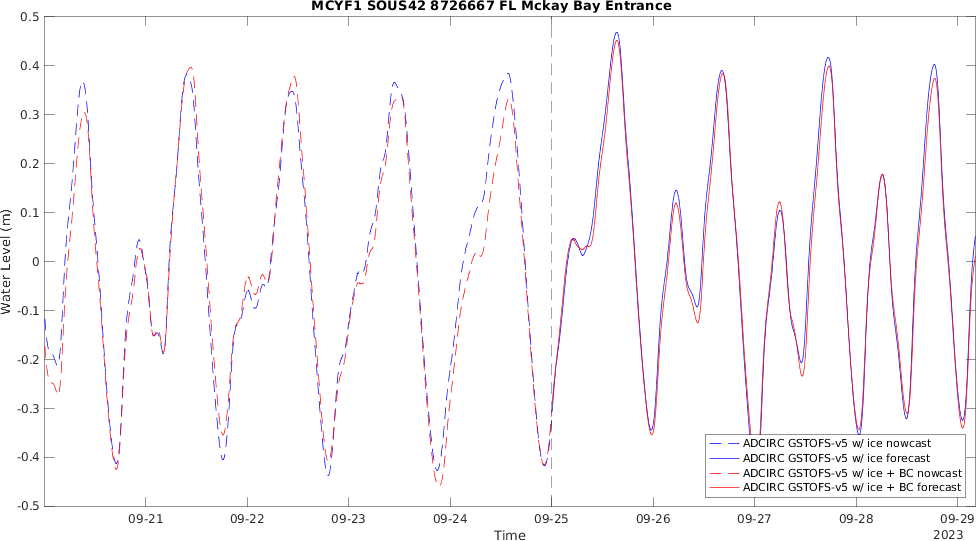 MCYF1 SOUS42 8726667 FL Mckay Bay Entrance
0.5
0.4
0.3
0.2
0.1
0
-0.1
-0.2
-0.3
-0.4
-0.5
Water Level (m)
ADCIRC GSTOFS-v5 w/ ice nowcast
ADCIRC GSTOFS-v5 w/ ice forecast
ADCIRC GSTOFS-v5 w/ ice + BC nowcast
ADCIRC GSTOFS-v5 w/ ice + BC forecast
09-21 09-22 09-23 09-24 09-25 09-26 09-27 09-28 09-29
Time
2023